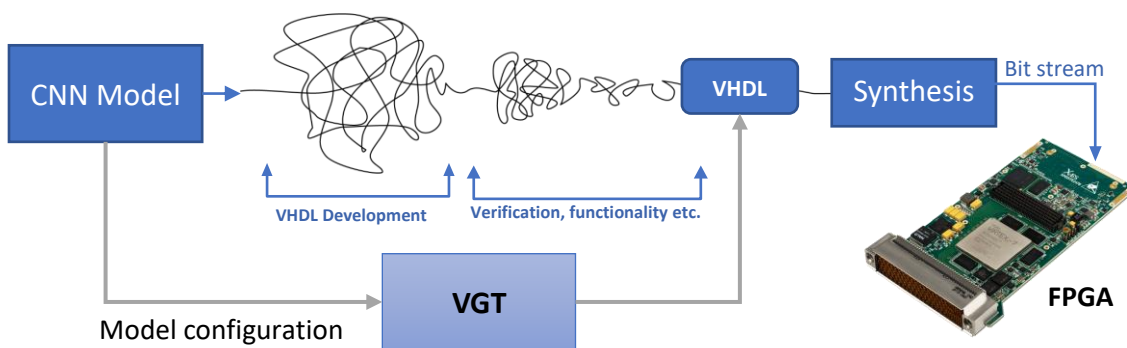 CNN Model
VHDL
Synthesis
Bit stream
VHDL Development
Verification, functionality etc.
VGT
Model configuration
FPGA